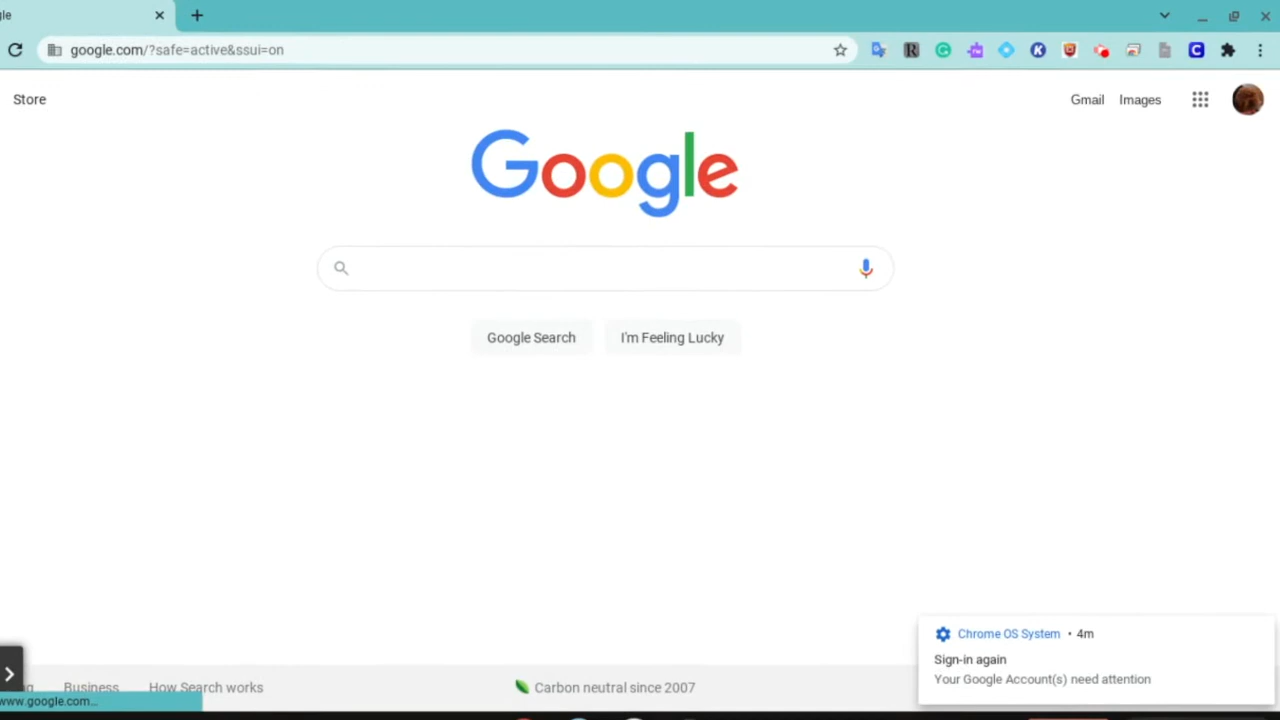 gle
google.com/?safe=active&ssui=on
Store
Gmail Images
Google
Google Search I'm Feeling Lucky
Chrome OS System • 4m
Sign-in again
Your Google Account(s) need attention
Business How Search works Carbon neutral since 2007
www.google.com...